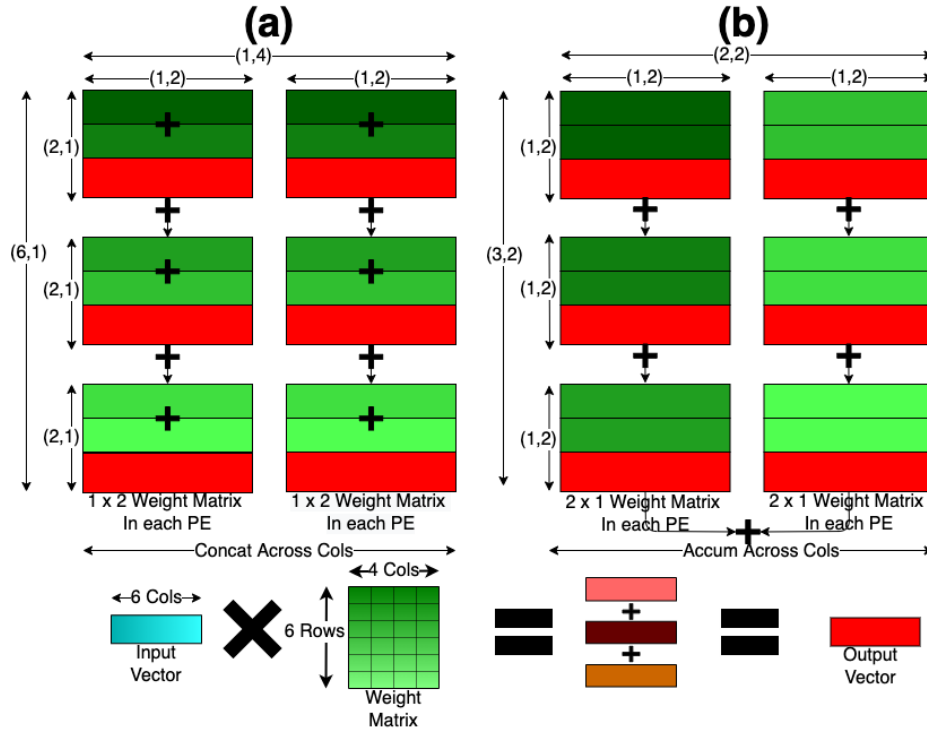 (a)
(b)
(1,4)
(2,2)
(1,2)
(1,2)
(1,2)
(1,2)
(2,1)
(1,2)
+
+
+
+
+
+
(6,1)
(3,2)
(2,1)
(1,2)
+
+
+
+
+
+
(2,1)
(1,2)
+
+
1 x 2 Weight Matrix
In each PE
1 x 2 Weight Matrix
In each PE
2 x 1 Weight Matrix
In each PE
2 x 1 Weight Matrix
In each PE
+
Concat Across Cols
Accum Across Cols
6 Cols
Input
Vector
×
4 Cols
6 Rows
Weight
Matrix
=
+
+
=
Output
Vector